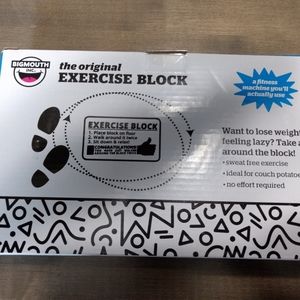 BIGMOUTH
INC.
the original
EXERCISE BLOCK
a fitness
machine you'll
actually use
EXERCISE BLOCK
1. Place block on floor
2. Walk around it twice
3. Sit down & relax!
CONGRATULATIONS
Want to lose weigh
feeling lazy? Take a
around the block!
• sweat free exercise
• ideal for couch potatoe
• no effort required